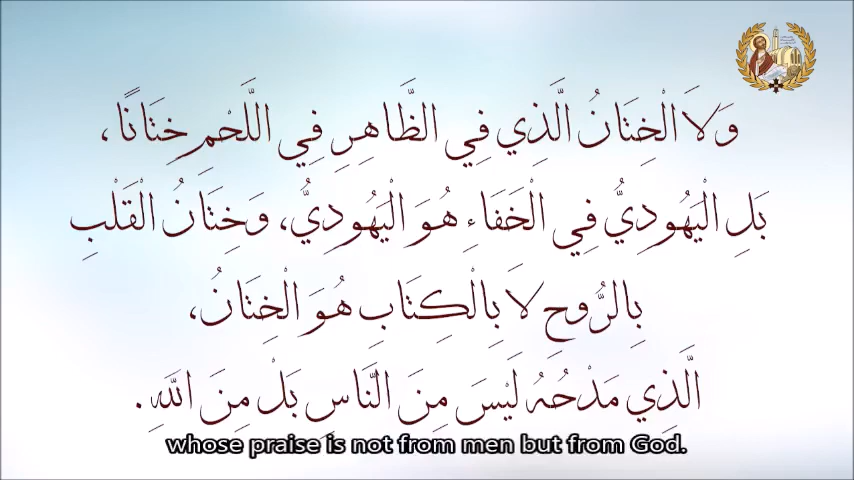 وَلاَ الْخِتَانُ الَّذِي فِي الظَّاهِرِ فِي اللَّحْمِ خِتَانًا،
بَلِ الْيَهُودِيُّ فِي الْخَفَاءِ هُوَ الْيَهُودِيُّ، وَخِتَانُ الْقَلْبِ
بِالرُّوحِ لاَ بِالْكِتَابِ هُوَ الْخِتَانُ،
الَّذِي مَدْحُهُ لَيْسَ مِنَ النَّاسِ بَلْ مِنَ اللهِ.
whose praise is not from men but from God.